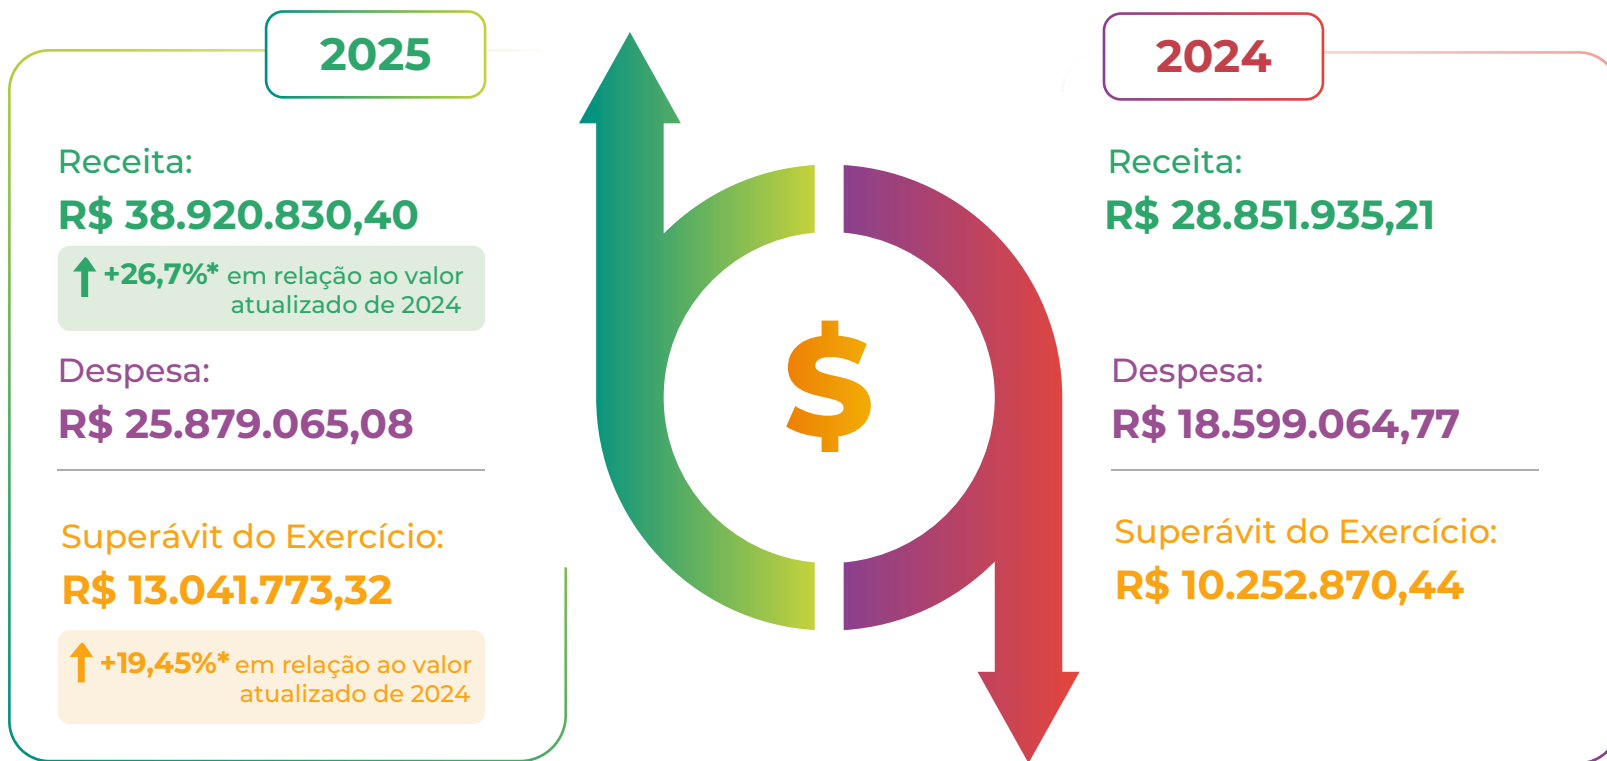 2025
Receita:
R$ 38.920.830,40
+26,7%* em relação ao valor
atualizado de 2024
Despesa:
R$ 25.879.065,08
Superávit do Exercício:
R$ 13.041.773,32
+19,45%* em relação ao valor
atualizado de 2024
$
2024
Receita:
R$ 28.851.935,21
Despesa:
R$ 18.599.064,77
Superávit do Exercício:
R$ 10.252.870,44